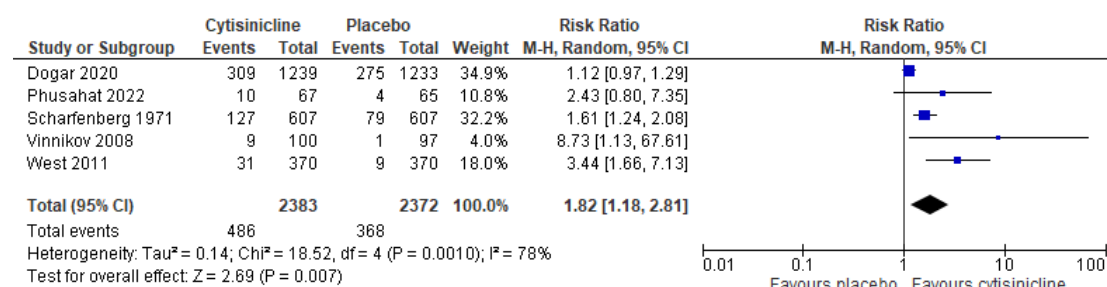 Cytisinicline Placebo Risk Ratio Risk Ratio
Study or Subgroup Events Total Events Total Weight M-H, Random, 95% CI M-H, Random, 95% CI
Dogar 2020 309 1239 275 1233 34.9% 1.12 [0.97, 1.29]
Phusahat 2022 10 67 4 65 10.8% 2.43 [0.80, 7.35]
Scharfenberg 1971 127 607 79 607 32.2% 1.61 [1.24, 2.08]
Vinnikov 2008 9 100 1 97 4.0% 8.73 [1.13, 67.61]
West 2011 31 370 9 370 18.0% 3.44 [1.66, 7.13]
Total (95% CI) 2383 2372 100.0% 1.82 [1.18, 2.81]
Total events 486 368
Heterogeneity: Tau² = 0.14; Chi² = 18.52, df = 4 (P = 0.0010); I² = 78%
Test for overall effect: Z = 2.69 (P = 0.007)
0.01 0.1 1 10 100
Favours placebo Favours cytisinicline